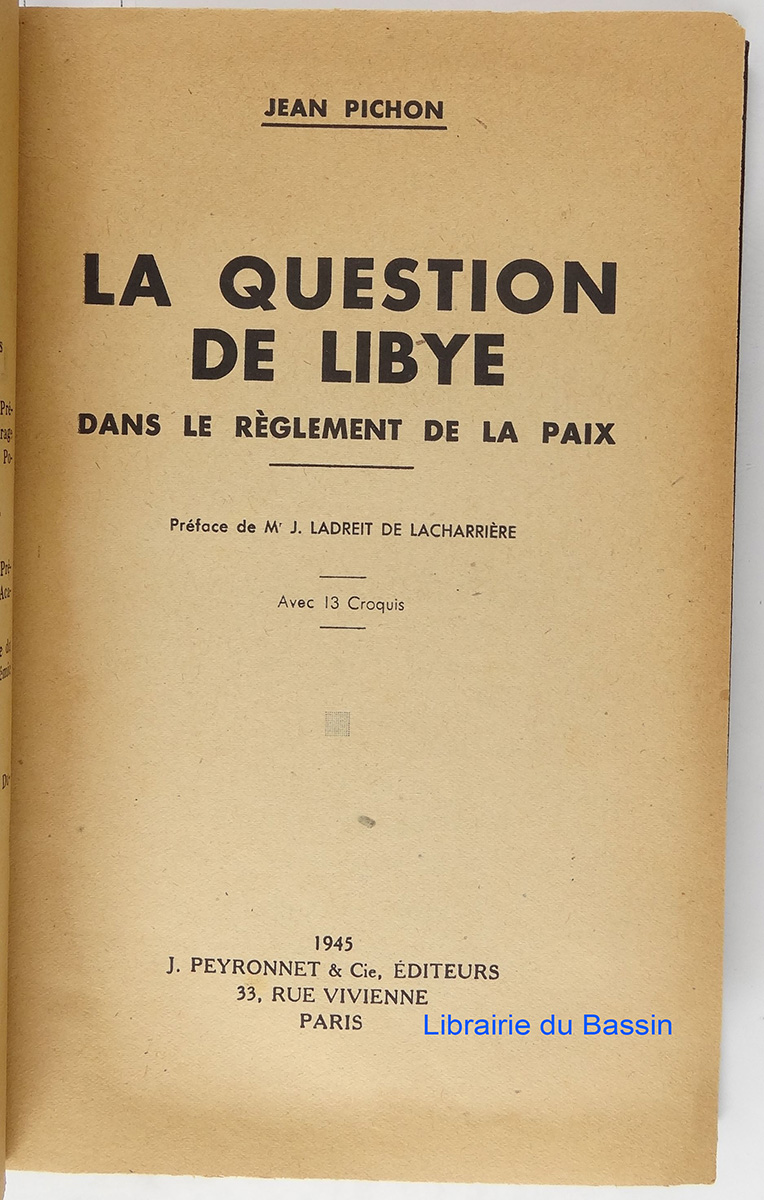 JEAN PICHON
LA QUESTION
DE LIBYE
DANS LE RÈGLEMENT DE LA PAIX
Préface de Mr J. LADREIT DE LACHARRIÈRE
Avec 13 Croquis
1945
J. PEYRONNET & Cie, ÉDITEURS
33, RUE VIVIENNE
PARIS
Librairie du Bassin